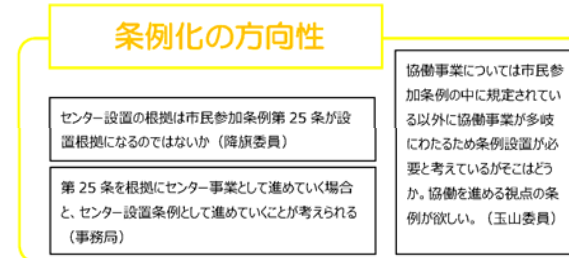 条例化の方向性
センター設置の根拠は市民参加条例第 25 条が設
置根拠になるのではないか（降旗委員）
第 25 条を根拠にセンター事業として進めていく場合
と、センター設置条例として進めていくことが考えられる
（事務局）
協働事業については市民参
加条例の中に規定されてい
る以外に協働事業が多岐
にわたるため条例設置が必
要と考えているがそこはどう
か。協働を進める視点の条
例が欲しい。（玉山委員）